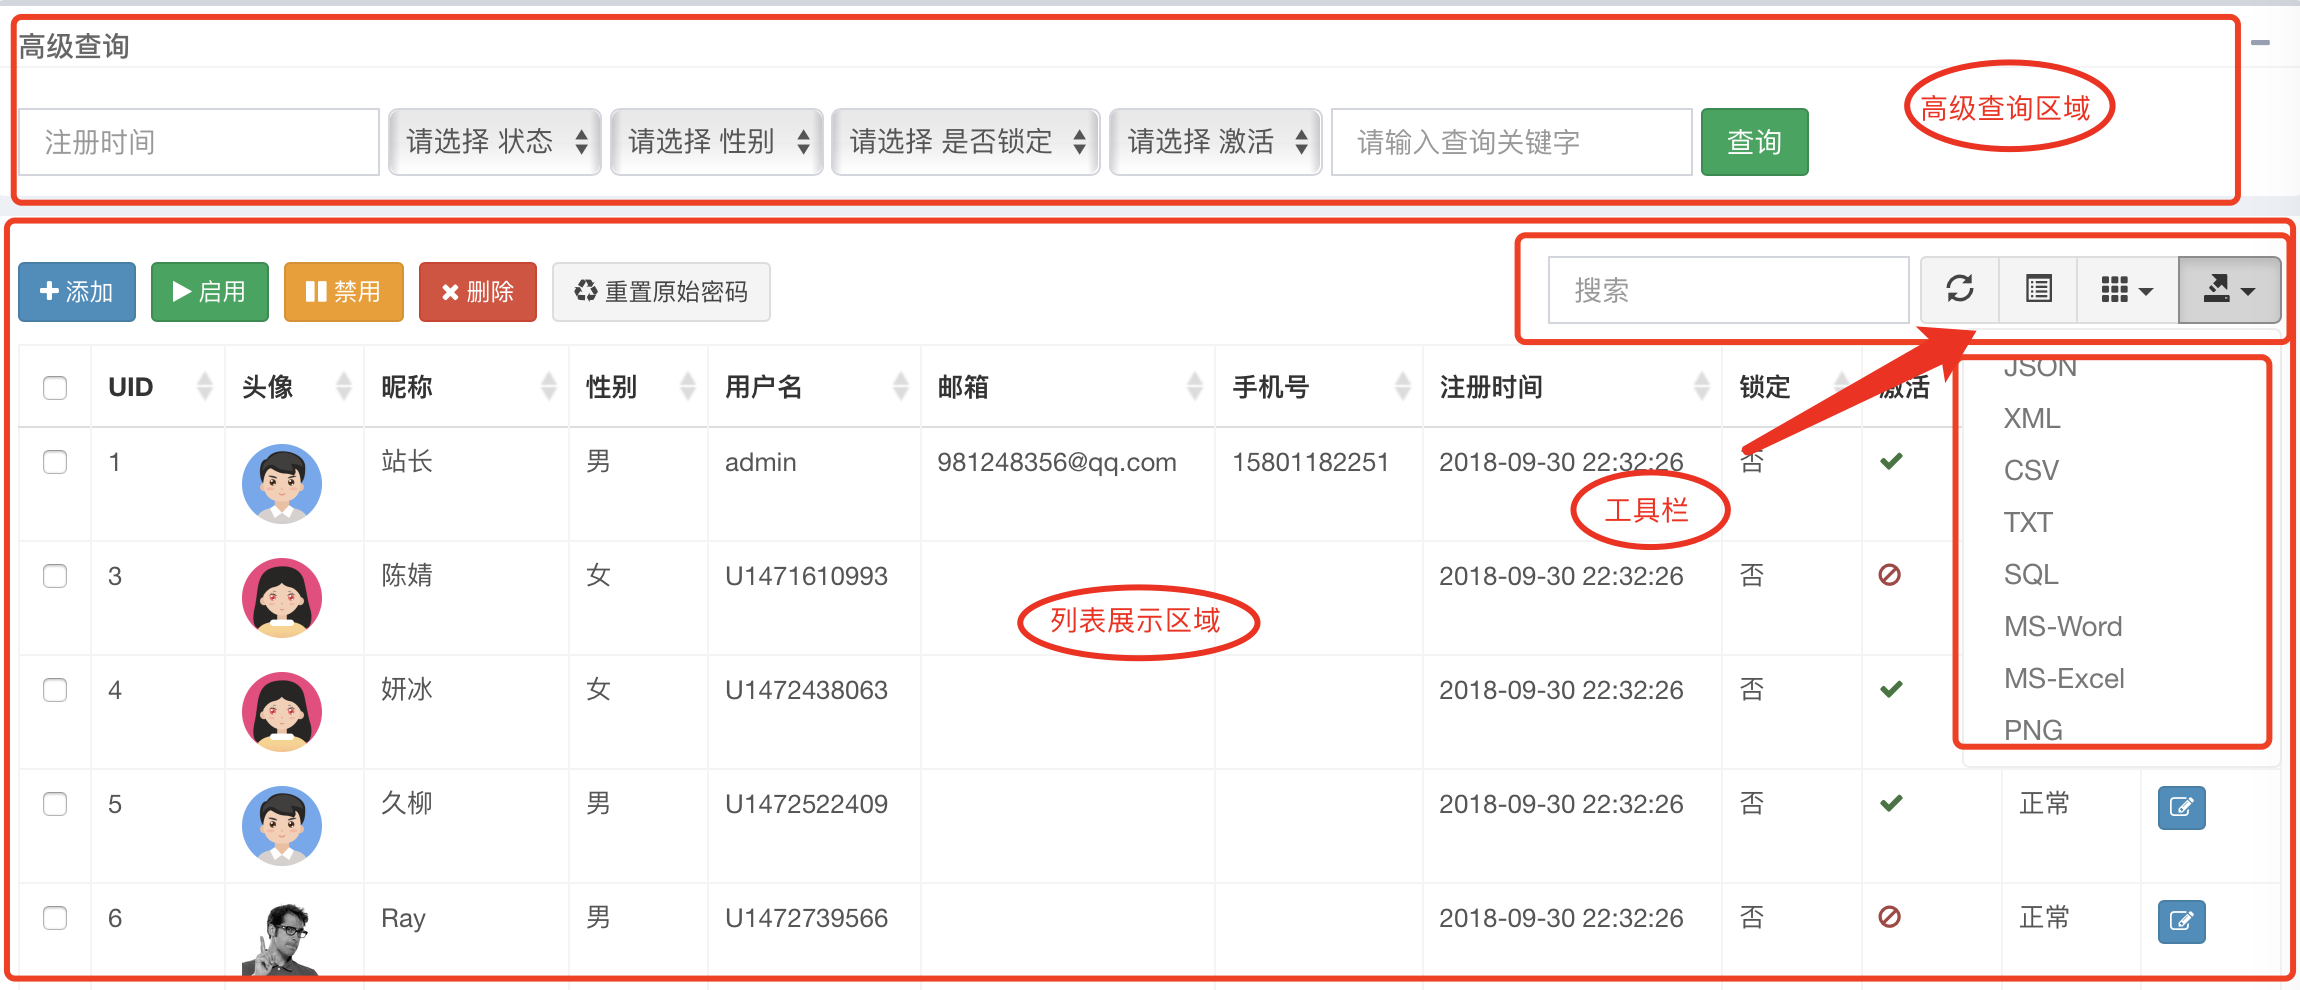 高级查询
高级查询区域
注册时间 请选择 状态 请选择 性别 请选择 是否锁定 请选择 激活 请输入查询关键字 查询
添加 启用 禁用 删除 重置原始密码 搜索
UID 头像 昵称 性别 用户名 邮箱 手机号 注册时间 锁定 激活
1 站长 男 admin 981248356@qq.com 15801182251 2018-09-30 22:32:26 否
工具栏
3 陈婧 女 U1471610993 2018-09-30 22:32:26 否
列表展示区域
4 妍冰 女 U1472438063 2018-09-30 22:32:26 否
5 久柳 男 U1472522409 2018-09-30 22:32:26 否 正常
6 Ray 男 U1472739566 2018-09-30 22:32:26 否 正常
JSON
XML
CSV
TXT
SQL
MS-Word
MS-Excel
PNG